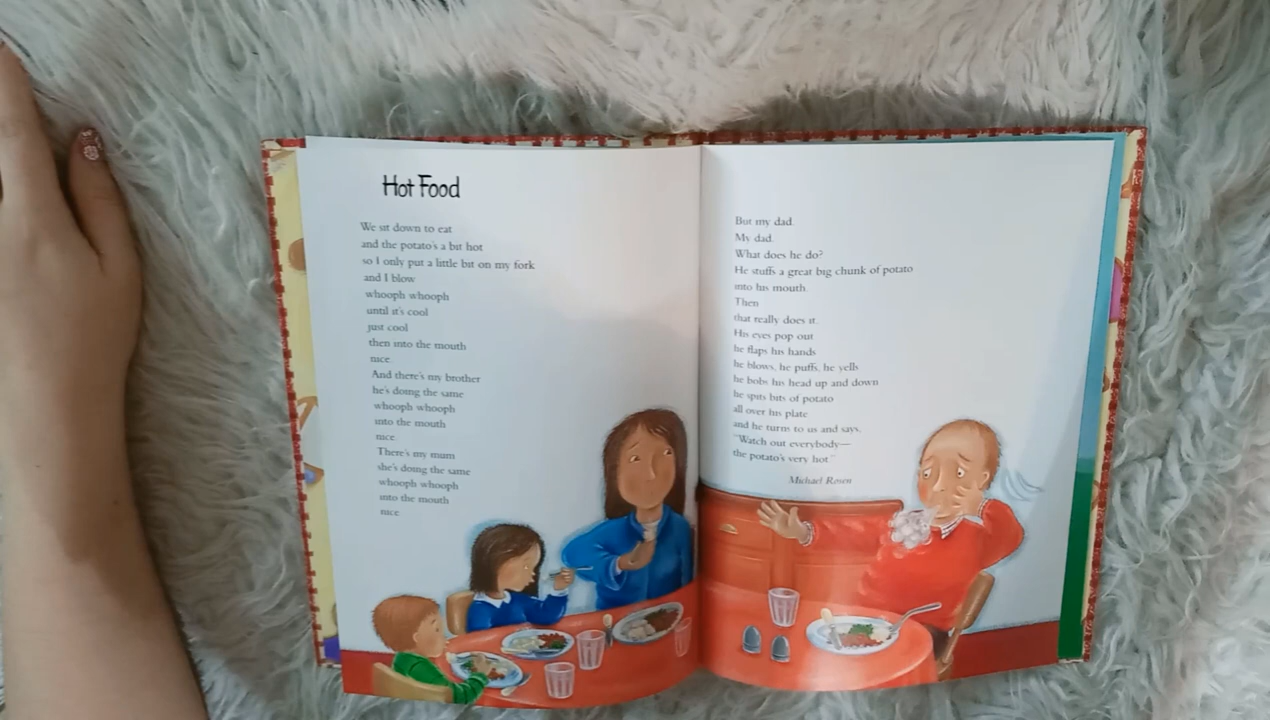 Hot Food
We sit down to eat
and the potato's a bit hot
so I only put a little bit on my fork
and I blow
whooph whooph
until it's cool
just cool
then into the mouth
nice
And there's my brother
he's doing the same
whooph whooph
into the mouth
nice
There's my mum
she's doing the same
whooph whooph
into the mouth
nice
But my dad.
My dad.
What does he do?
He stuffs a great big chunk of potato
into his mouth.
Then
that really does it.
His eyes pop out
he flaps his hands
he blows, he puffs, he yells
he bobs his head up and down
he spits bits of potato
all over his plate
and he turns to us and says,
"Watch out everybody—
the potato's very hot"
Michael Rosen